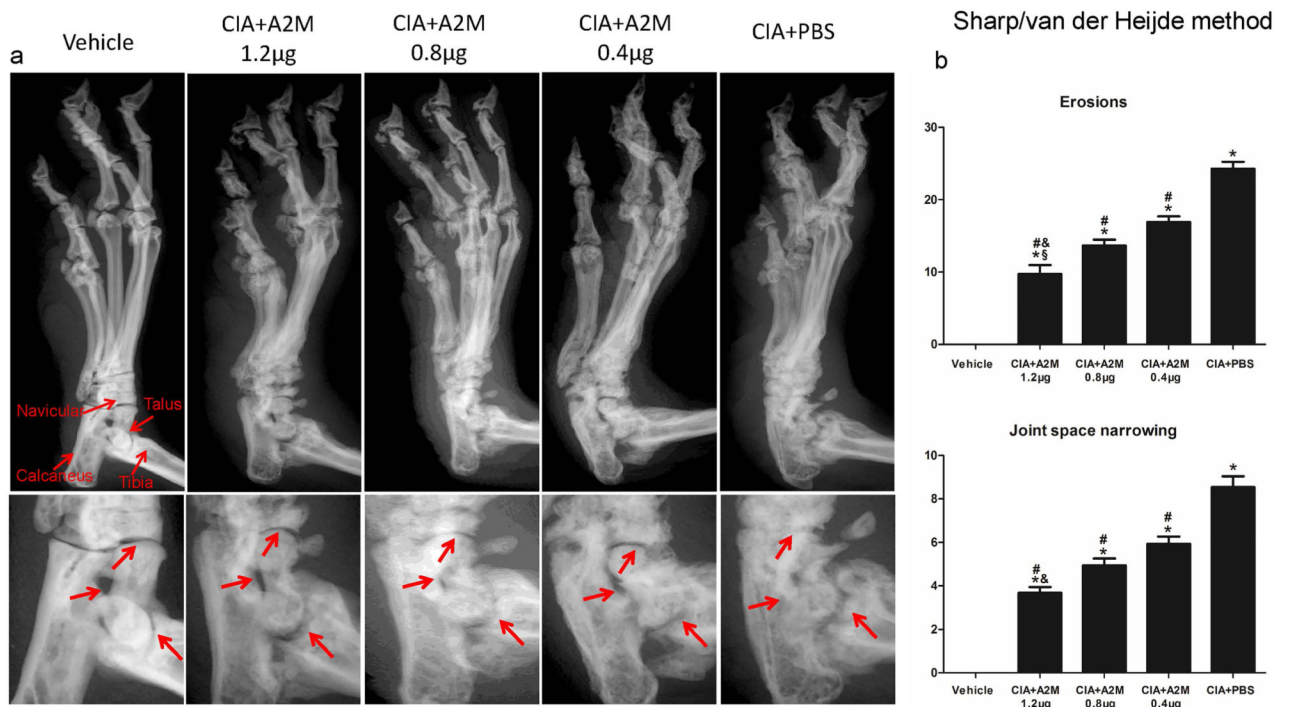 Vehicle
CIA+A2M
1.2µg
CIA+A2M
0.8µg
CIA+A2M
0.4µg
CIA+PBS
Sharp/van der Heijde method
a
Navicular
Talus
Calcaneus
Tibia
b
Erosions
30
20
10
0
#&
*§
#
*
#
*
*
Vehicle
CIA+A2M
1.2µg
CIA+A2M
0.8µg
CIA+A2M
0.4µg
CIA+PBS
Joint space narrowing
10
8
6
4
2
0
#
*&
#
*
#
*
*
Vehicle
CIA+A2M
1.2µg
CIA+A2M
0.8µg
CIA+A2M
0.4µg
CIA+PBS